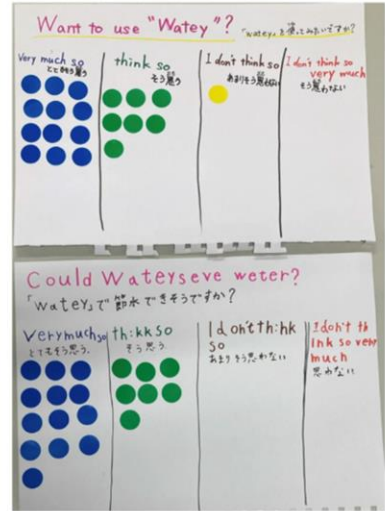 Want to use "Watey"?
「watey」を使ってみたいですか?
Very much so
とてもそう思う
think so
そう思う
I don't think so
あまりそう思わない
I don't think so
very much
そう思わない
Could Wateyseve weter?
「watey」で節水できそうですか?
Verymuchso
とてもそう思う.
th:kk so
そう思う.
I don't th:hk
so
あまりそう思わない
I don't th
ink so very
much
思わない